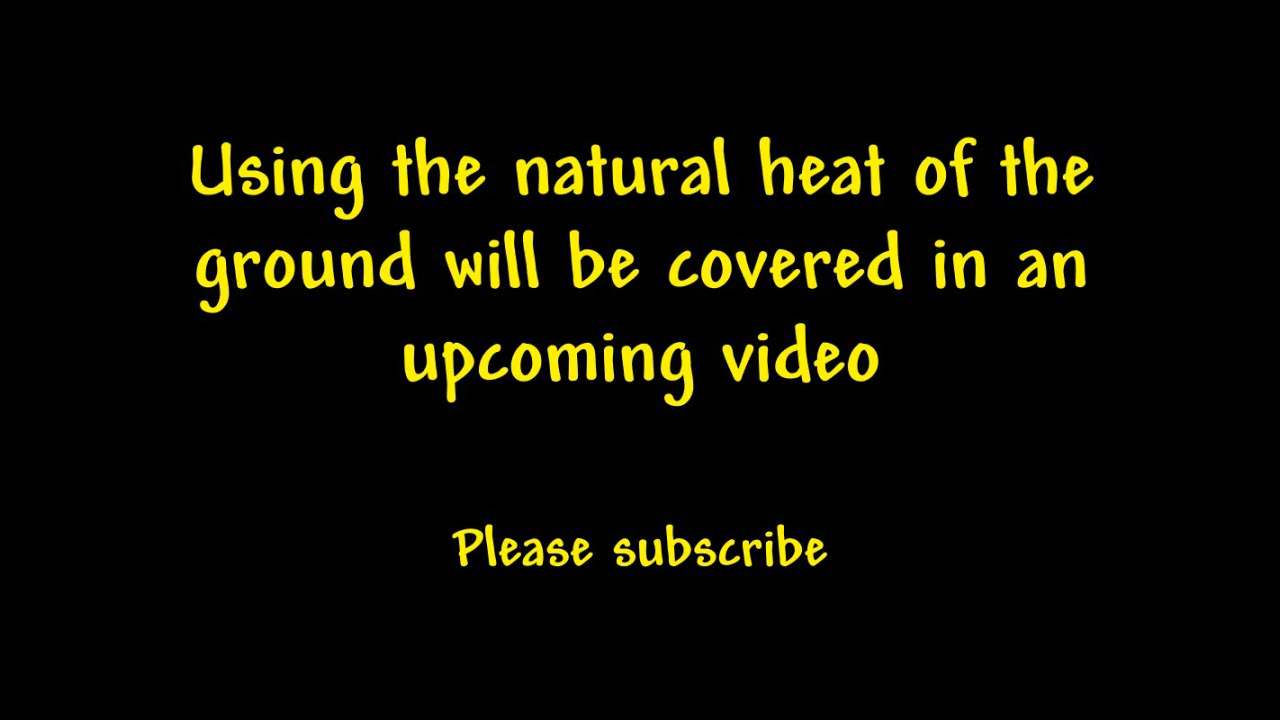 Using the natural heat of the
ground will be covered in an
upcoming video
Please subscribe